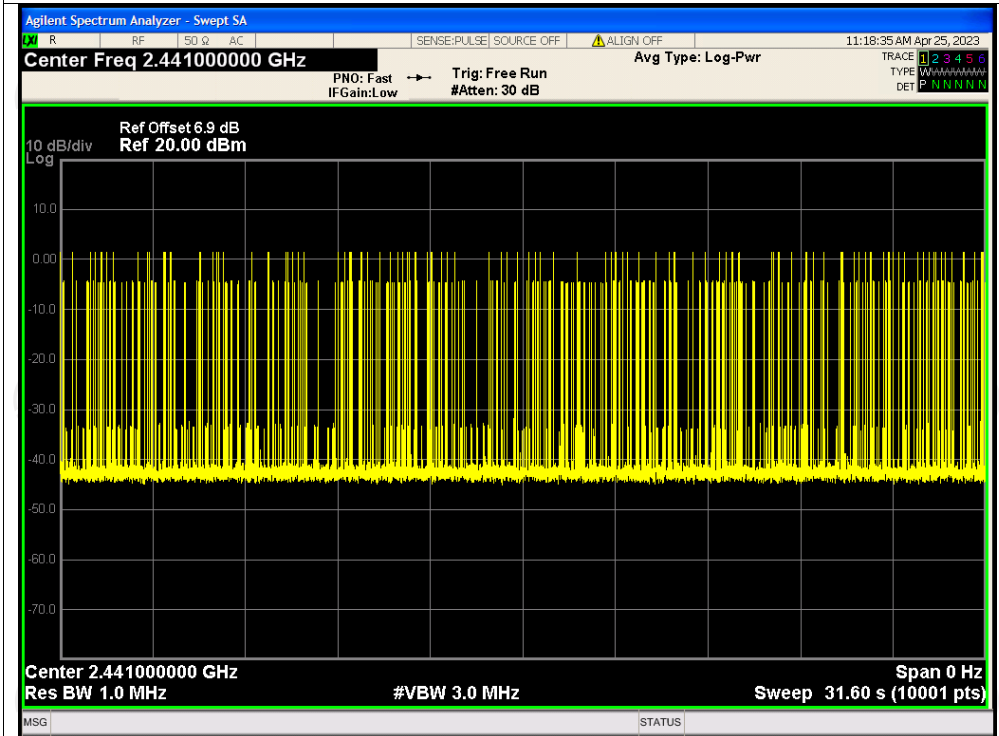 Agilent Spectrum Analyzer - Swept SA
LXI R RF 50 Ω AC SENSE:PULSE SOURCE OFF ALIGN OFF 11:18:35 AM Apr 25, 2023
Center Freq 2.441000000 GHz Avg Type: Log-Pwr TRACE 1 2 3 4 5 6
PNO: Fast Trig: Free Run TYPE W
IFGain:Low #Atten: 30 dB DET P N N N N N
Ref Offset 6.9 dB
10 dB/div Ref 20.00 dBm
Log
10.0
0.00
-10.0
-20.0
-30.0
-40.0
-50.0
-60.0
-70.0
Center 2.441000000 GHz Span 0 Hz
Res BW 1.0 MHz #VBW 3.0 MHz Sweep 31.60 s (10001 pts)
MSG STATUS